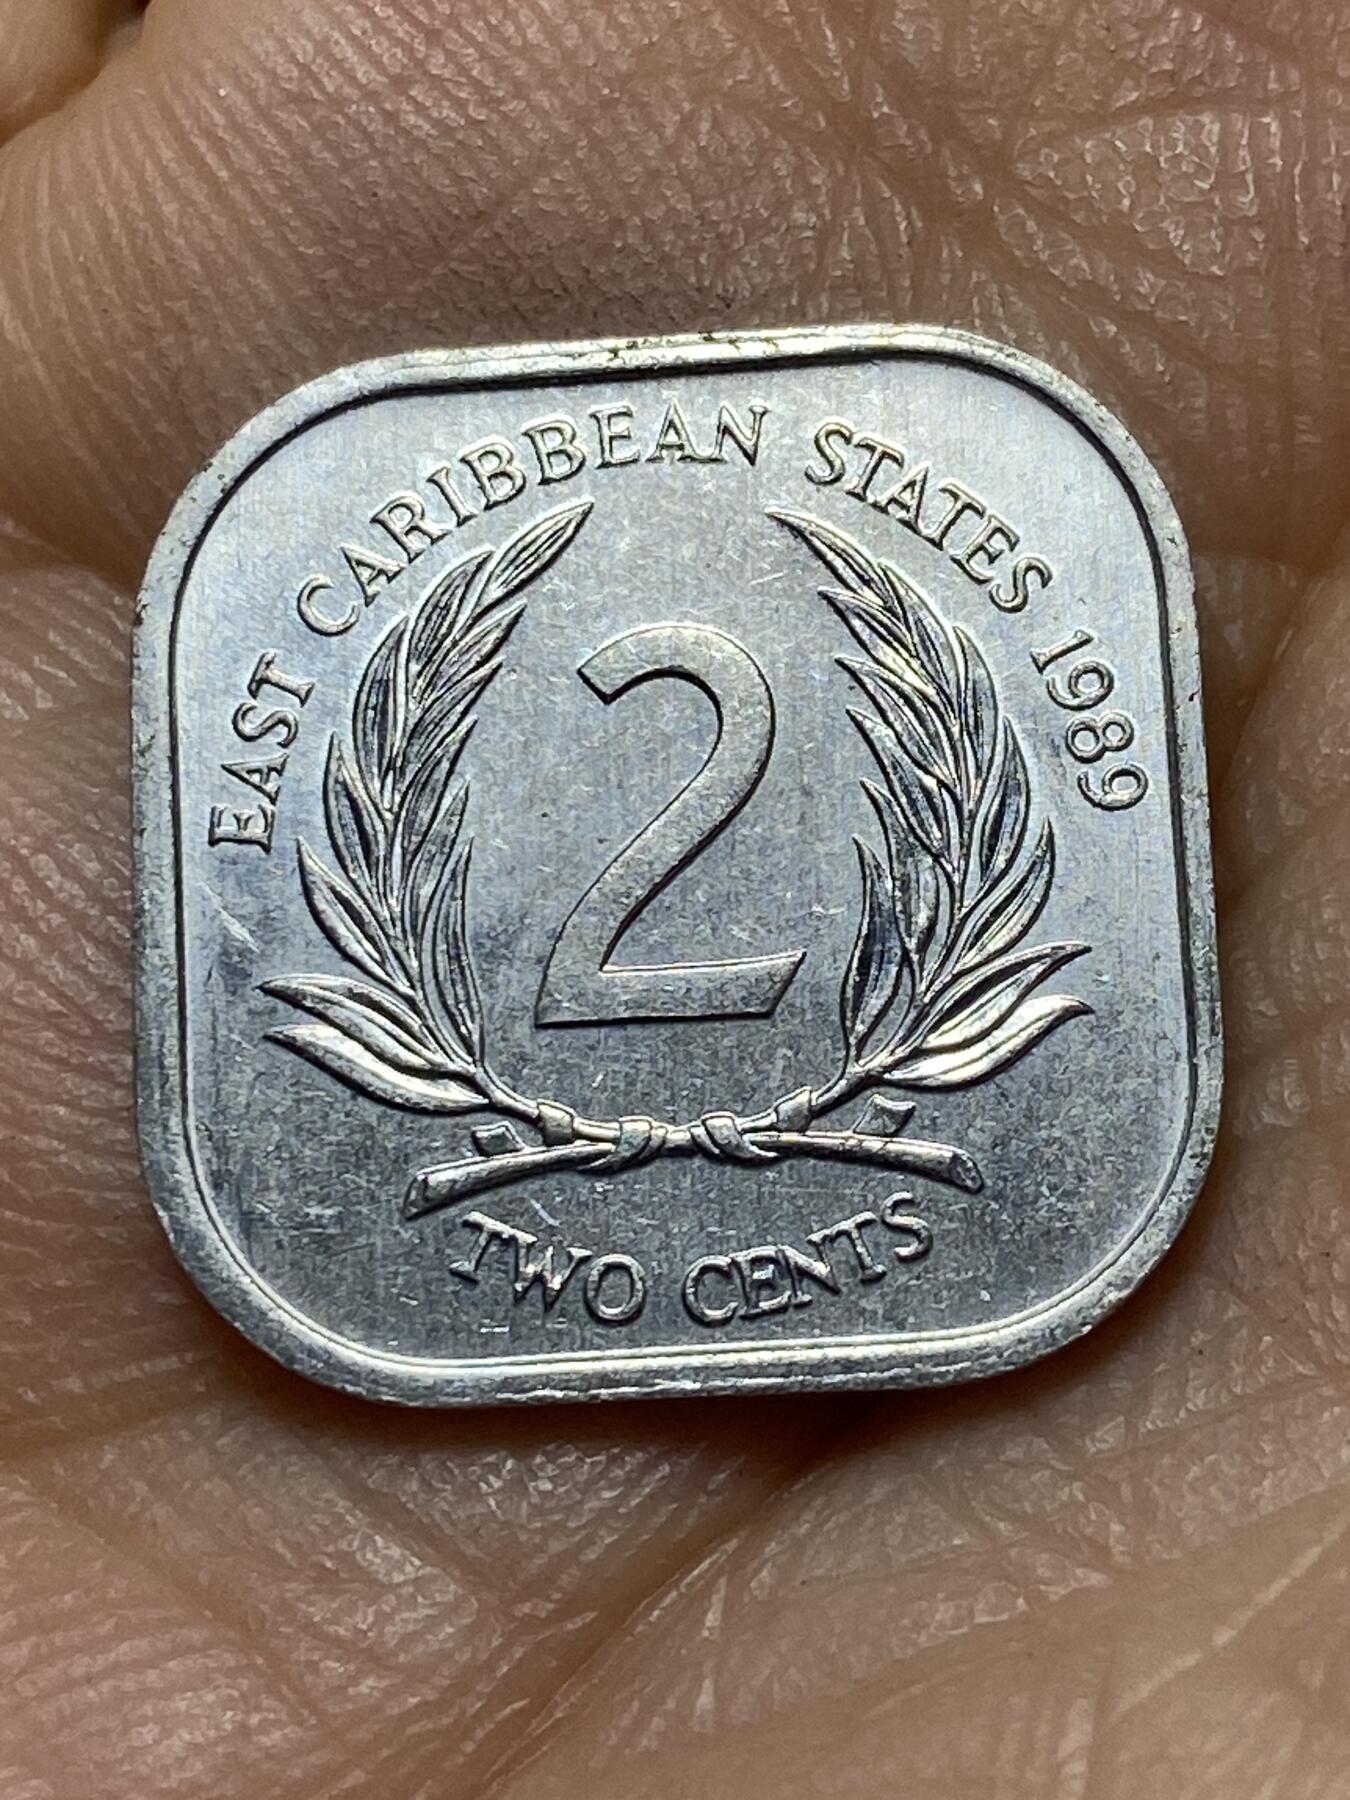 EAST CARIBBEAN STATES 1989
2
TWO CENTS